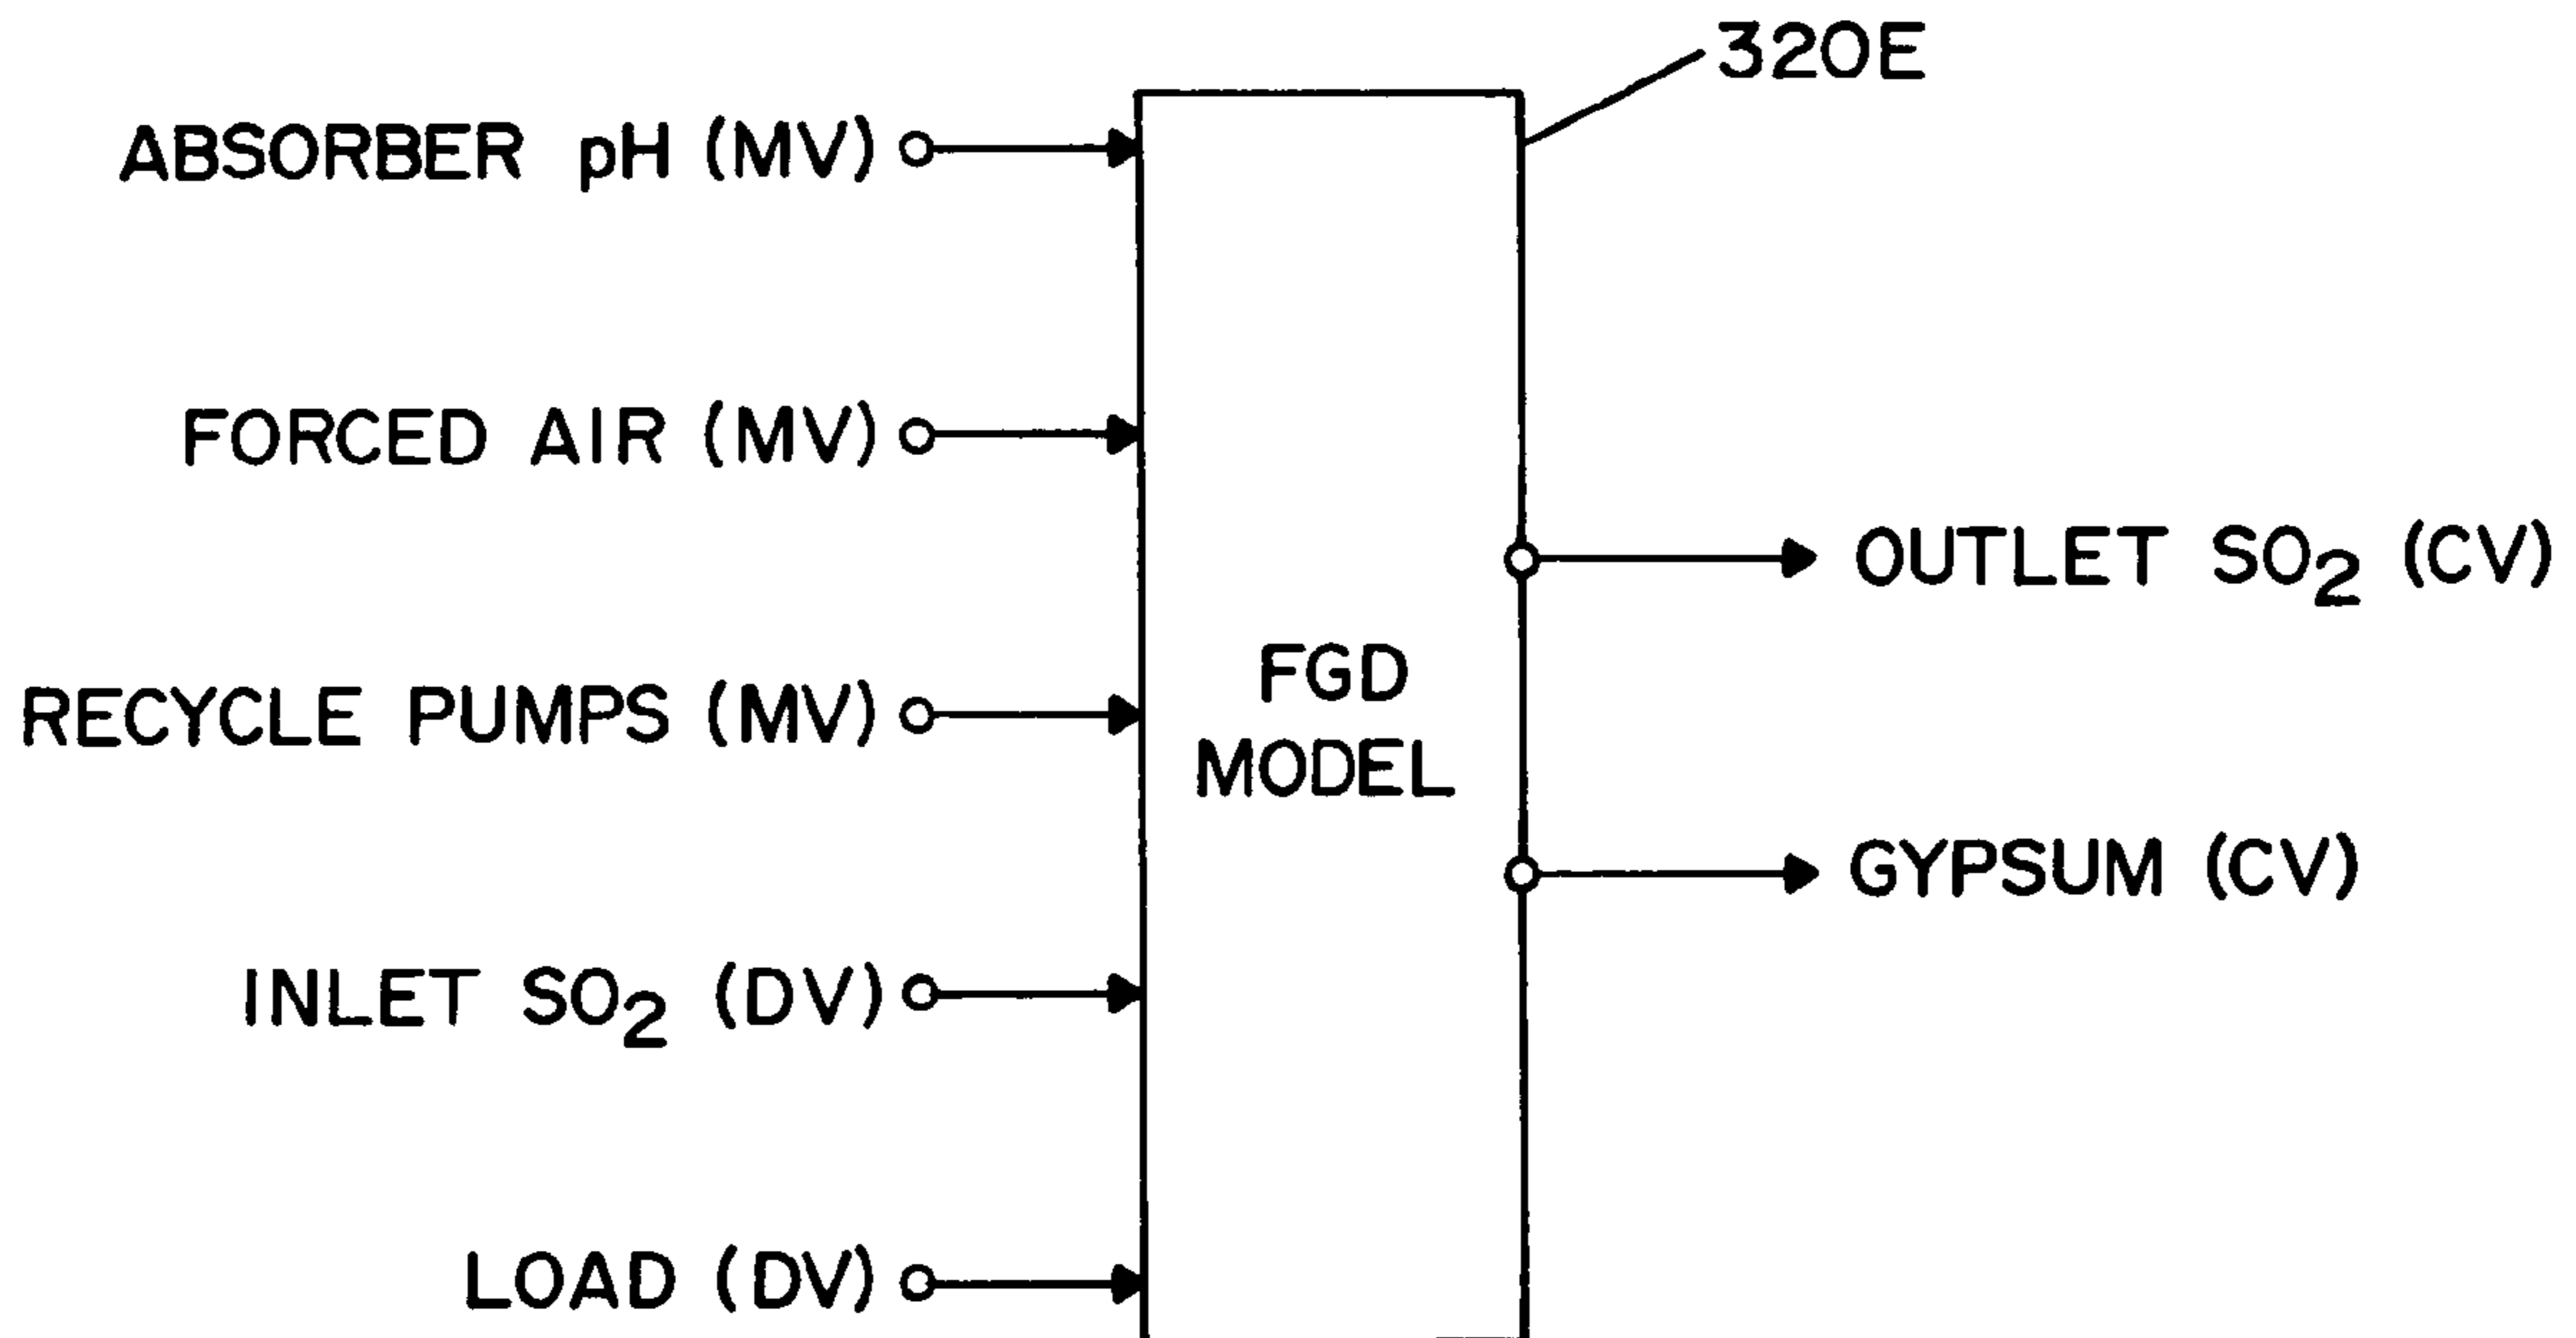 320E
ABSORBER pH (MV)
FORCED AIR (MV)
RECYCLE PUMPS (MV)
INLET SO₂ (DV)
LOAD (DV)
FGD
MODEL
OUTLET SO₂ (CV)
GYPSUM (CV)